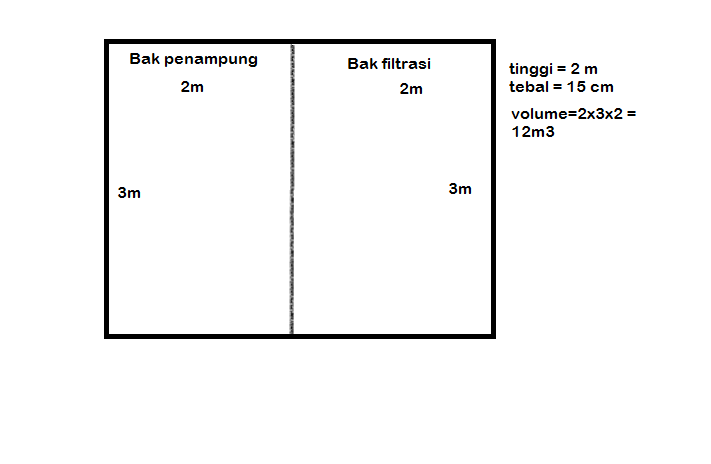 Bak penampung
2m
3m
Bak filtrasi
2m
3m
tinggi = 2 m
tebal = 15 cm
volume=2x3x2 =
12m3